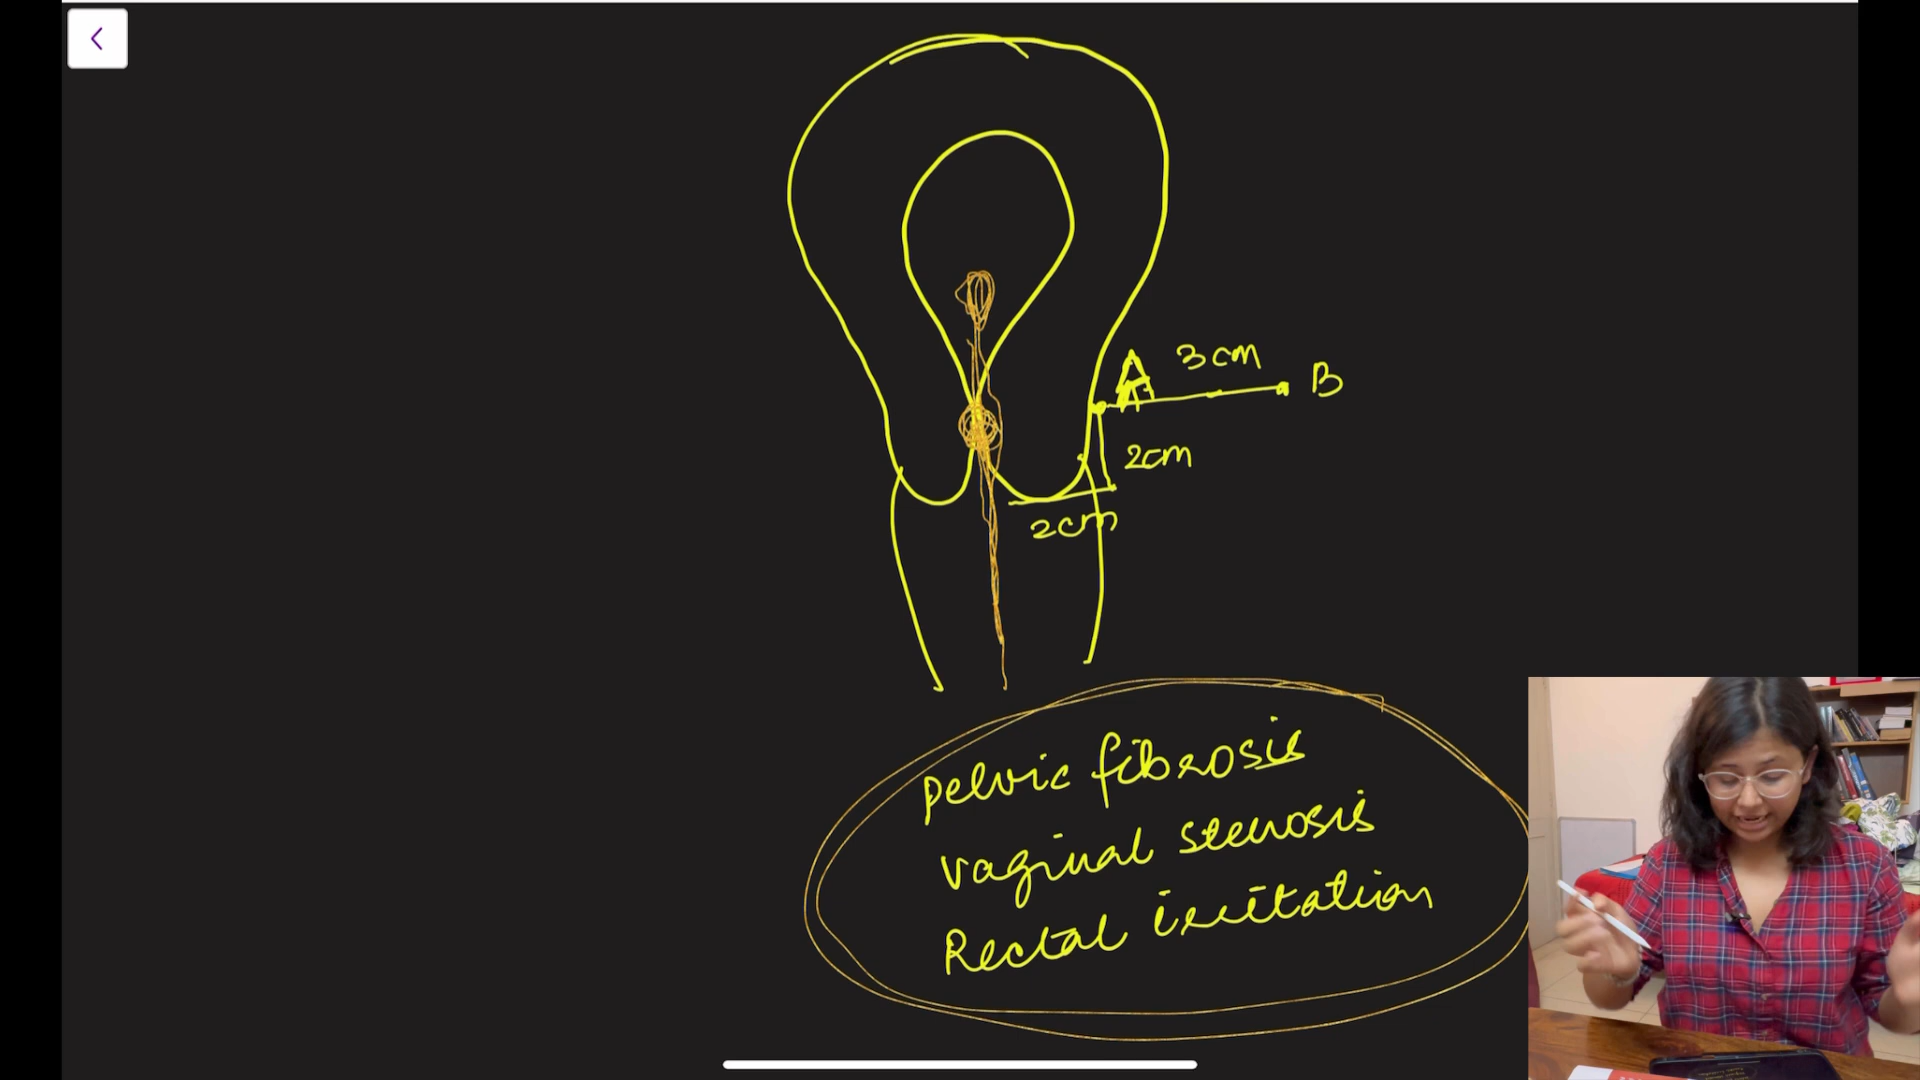 A 3cm B
2cm
2cm
pelvic fibrosis
vaginal stenosis
Rectal irritation